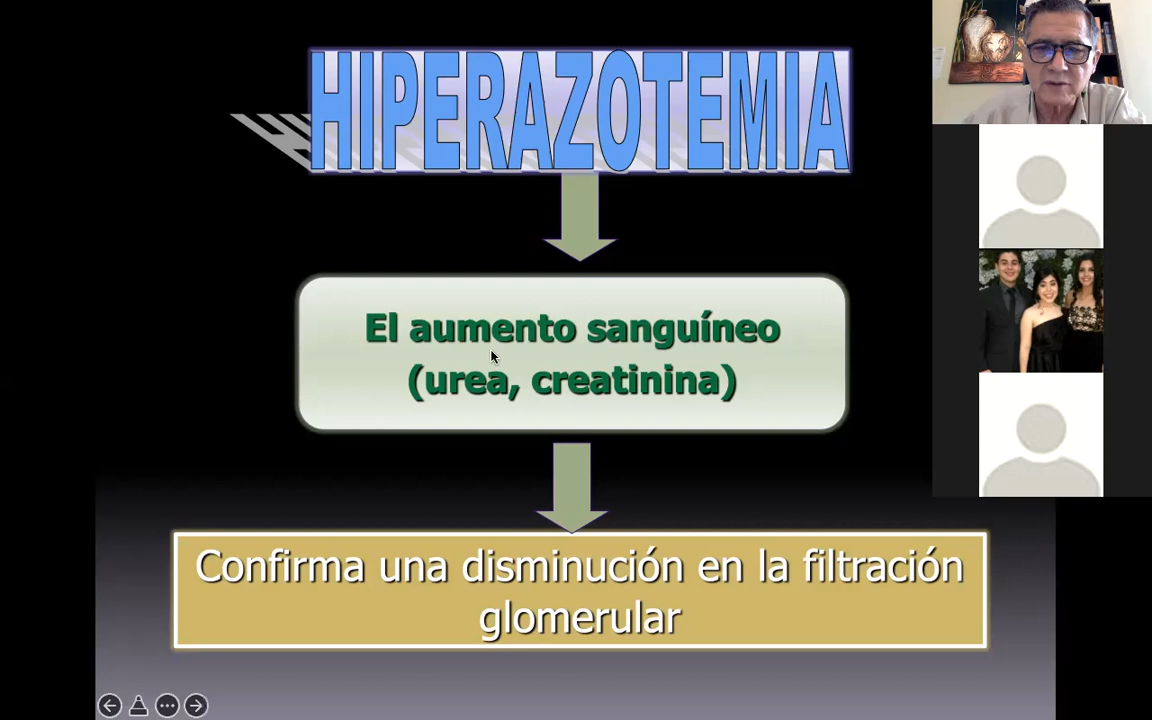 HIPERAZOTEMIA
El aumento sanguíneo
(urea, creatinina)
Confirma una disminución en la filtración
glomerular